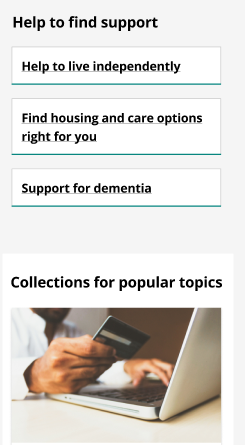 Help to find support
Help to live independently
Find housing and care options
right for you
Support for dementia
Collections for popular topics